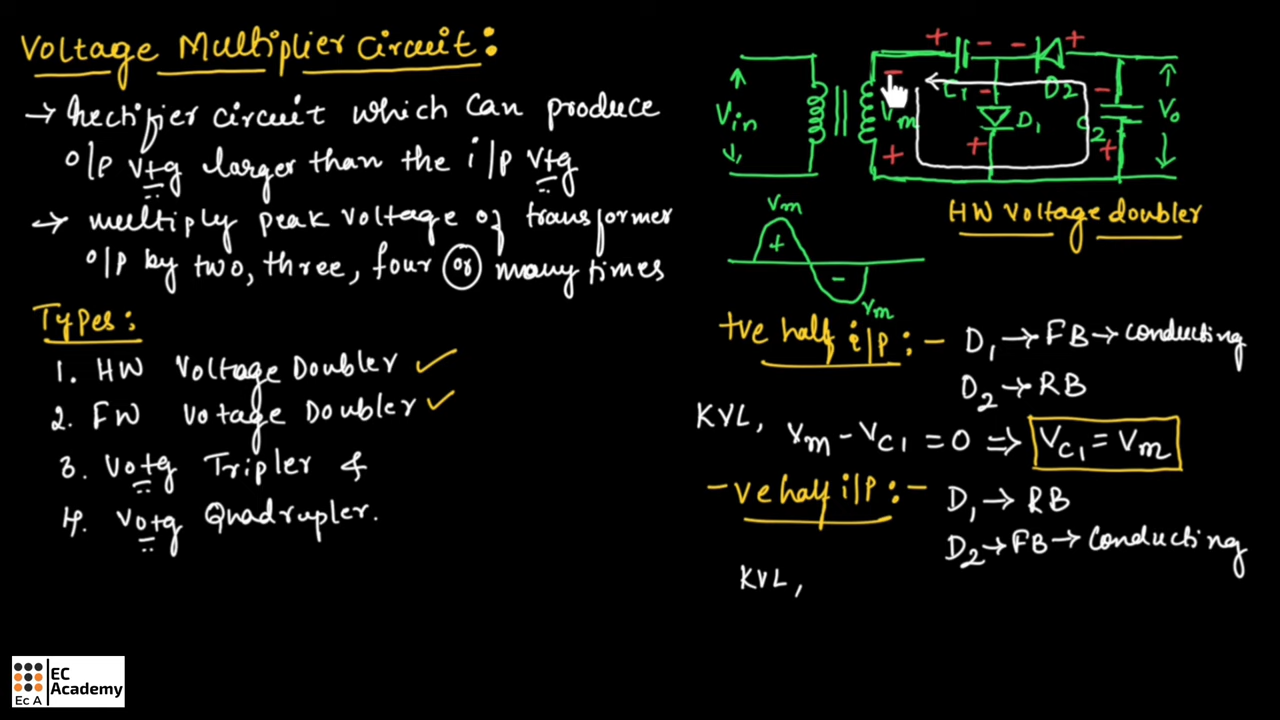 Voltage Multiplier Circuit:
→ Rectifier circuit which can produce
o/p Vtg larger than the i/p Vtg
→ multiply peak voltage of transformer
o/p by two, three, four or many times
Types:
1. HW Voltage Doubler ✓
2. FW Votage Doubler ✓
3. Votg Tripler &
4. Votg Quadrupler.
+ - - +
Vin
-
Vm
+
C1
-
D1
+
D2
-
C2
+
Vo
HW Voltage doubler
Vm
+
-
Vm
+ve half i/p :- D1 → FB → conducting
D2 → RB
KVL, Vm - VC1 = 0 ⇒ VC1 = Vm
-ve half i/p :- D1 → RB
D2 → FB → Conducting
KVL,
EC
Academy
Ec A